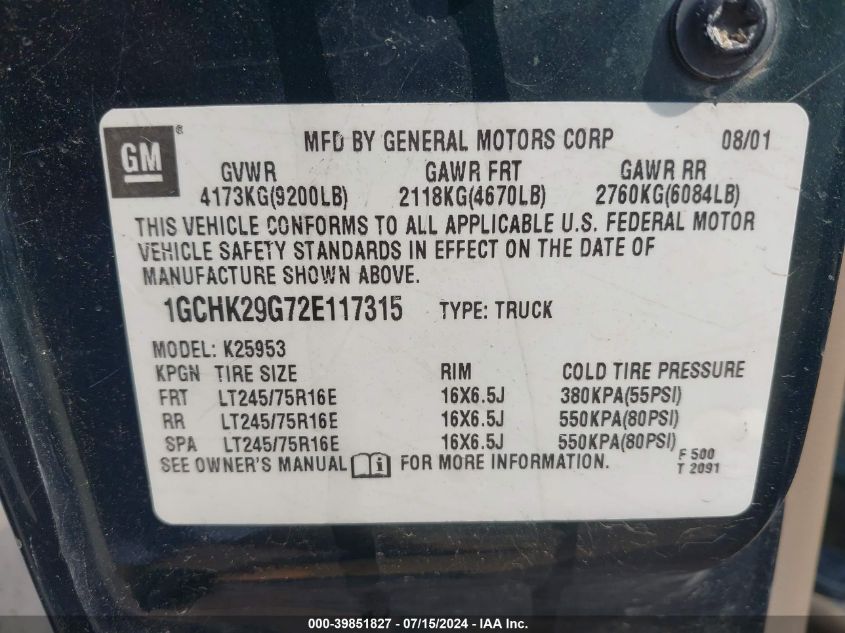 GM ® MFD BY GENERAL MOTORS CORP 08/01
GVWR GAWR FRT GAWR RR
4173KG(9200LB) 2118KG(4670LB) 2760KG(6084LB)
THIS VEHICLE CONFORMS TO ALL APPLICABLE U.S. FEDERAL MOTOR
VEHICLE SAFETY STANDARDS IN EFFECT ON THE DATE OF
MANUFACTURE SHOWN ABOVE.
1GCHK29G72E117315 TYPE: TRUCK
MODEL: K25953
KPGN TIRE SIZE RIM COLD TIRE PRESSURE
FRT LT245/75R16E 16X6.5J 380KPA(55PSI)
RR LT245/75R16E 16X6.5J 550KPA(80PSI)
SPA LT245/75R16E 16X6.5J 550KPA(80PSI)
SEE OWNER'S MANUAL i FOR MORE INFORMATION. F 500
T 2091
000-39851827 - 07/15/2024 - IAA Inc.